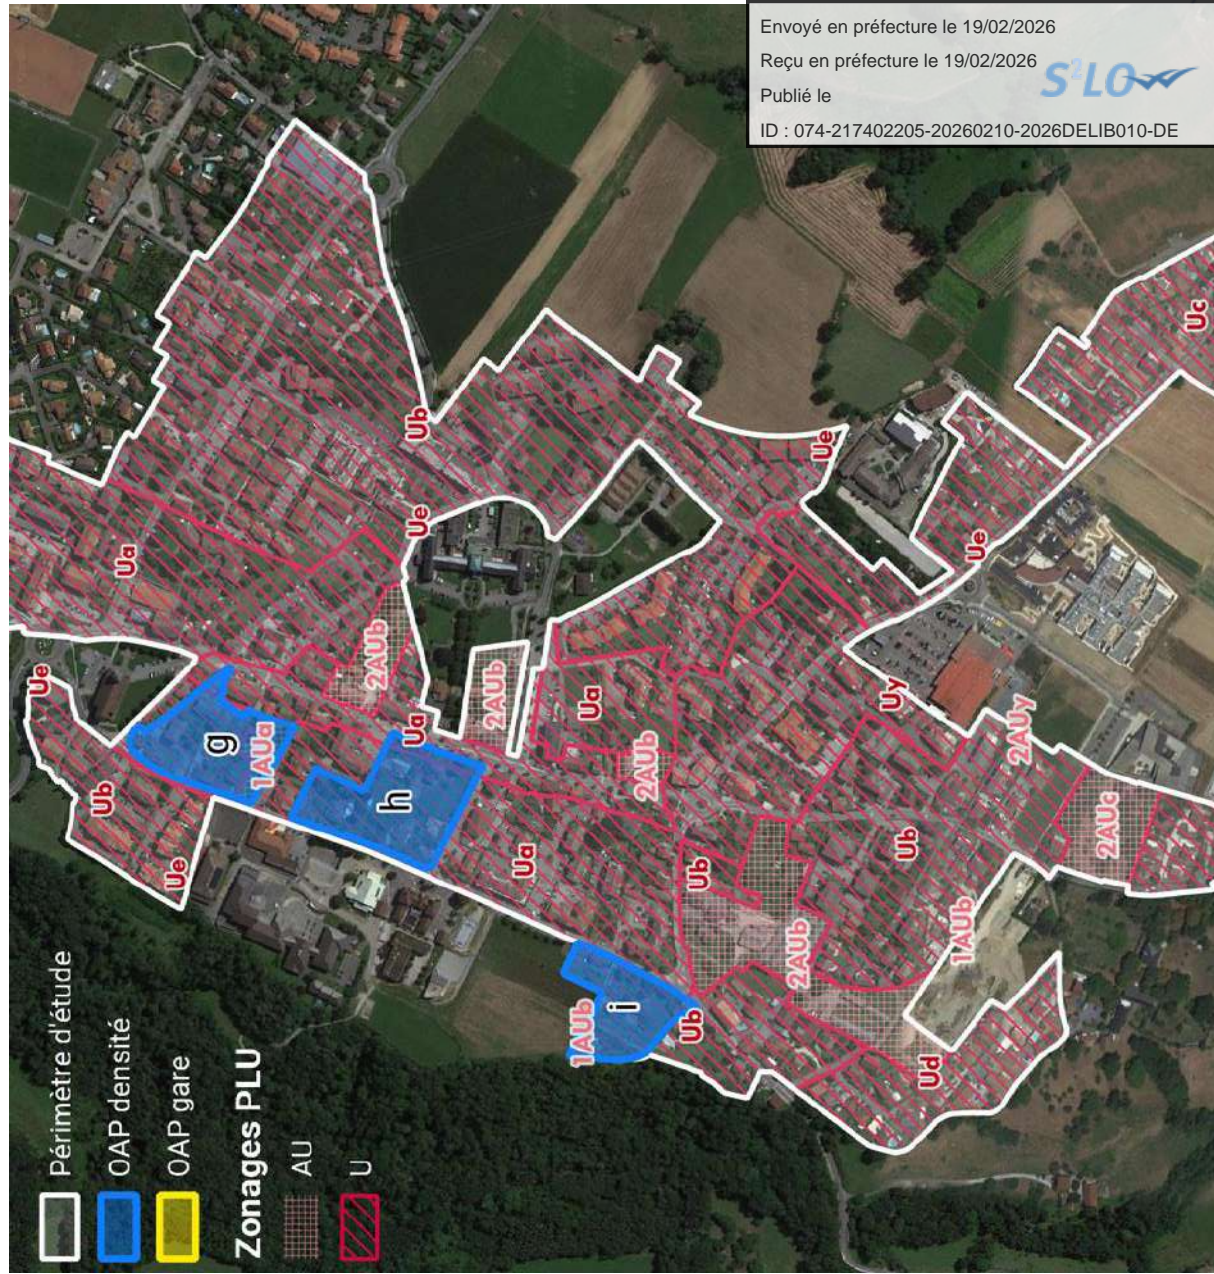 Envoyé en préfecture le 19/02/2026
Reçu en préfecture le 19/02/2026
Publié le
S²LO
ID : 074-217402205-20260210-2026DELIB010-DE
Périmètre d'étude
OAP densité
OAP gare
Zonages PLU
AU
U
Ue
Ub
Ue
g
1AUa
h
Ua
Ua
2AUb
Ub
Ue
Ua
2AUb
Ua
2AUb
Ue
Ue
Uc
Uy
2AUy
2AUc
Ub
1AUb
Ub
2AUb
1AUb
i
Ub
Ud